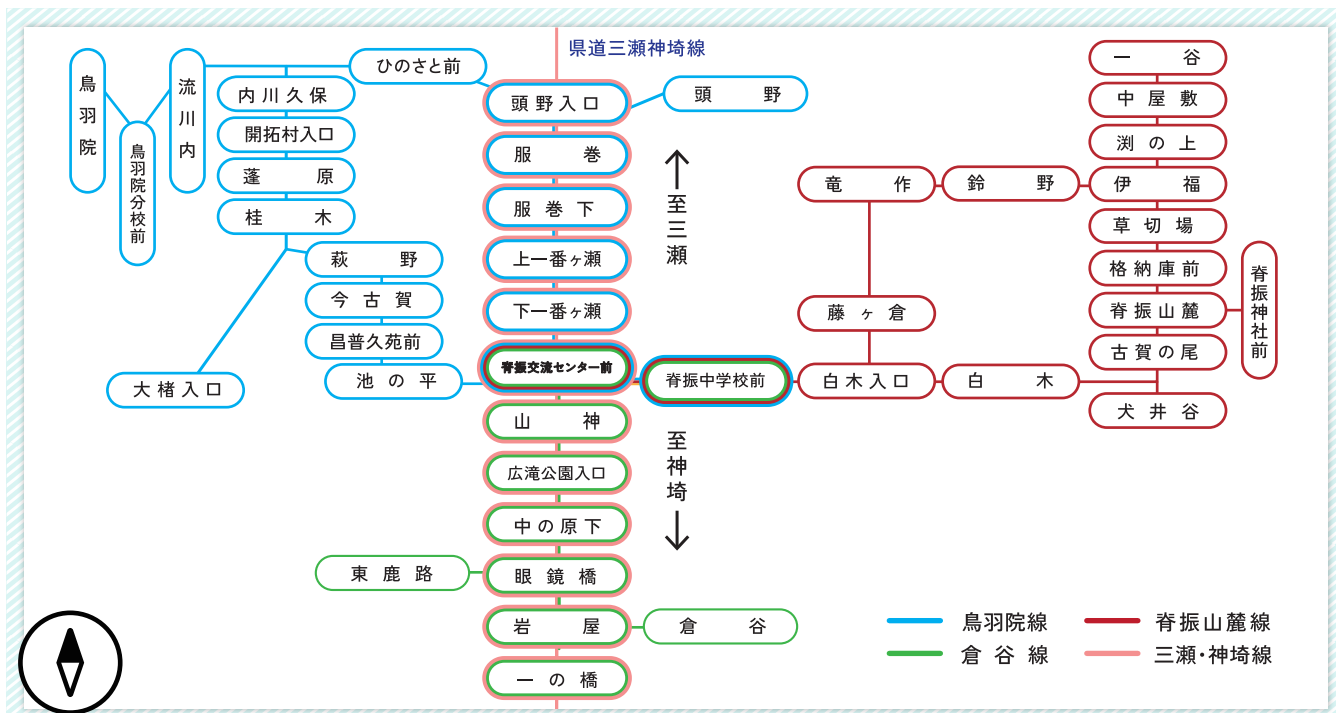 県道三瀬神埼線
鳥羽院
鳥羽院分校前
流川内
ひのさと前
内川久保
開拓村入口
蓬原
桂木
萩野
今古賀
昌普久苑前
池の平
大楮入口
頭野入口
頭野
服巻
服巻下
上一番ヶ瀬
下一番ヶ瀬
脊振交流センター前
脊振中学校前
山神
広滝公園入口
中の原下
眼鏡橋
東鹿路
岩屋
倉谷
一の橋
至三瀬
至神埼
一谷
中屋敷
渕の上
伊福
鈴野
竜作
草切場
格納庫前
脊振山麓
脊振神社前
古賀の尾
藤ヶ倉
白木入口
白木
犬井谷
鳥羽院線
脊振山麓線
倉谷線
三瀬・神埼線